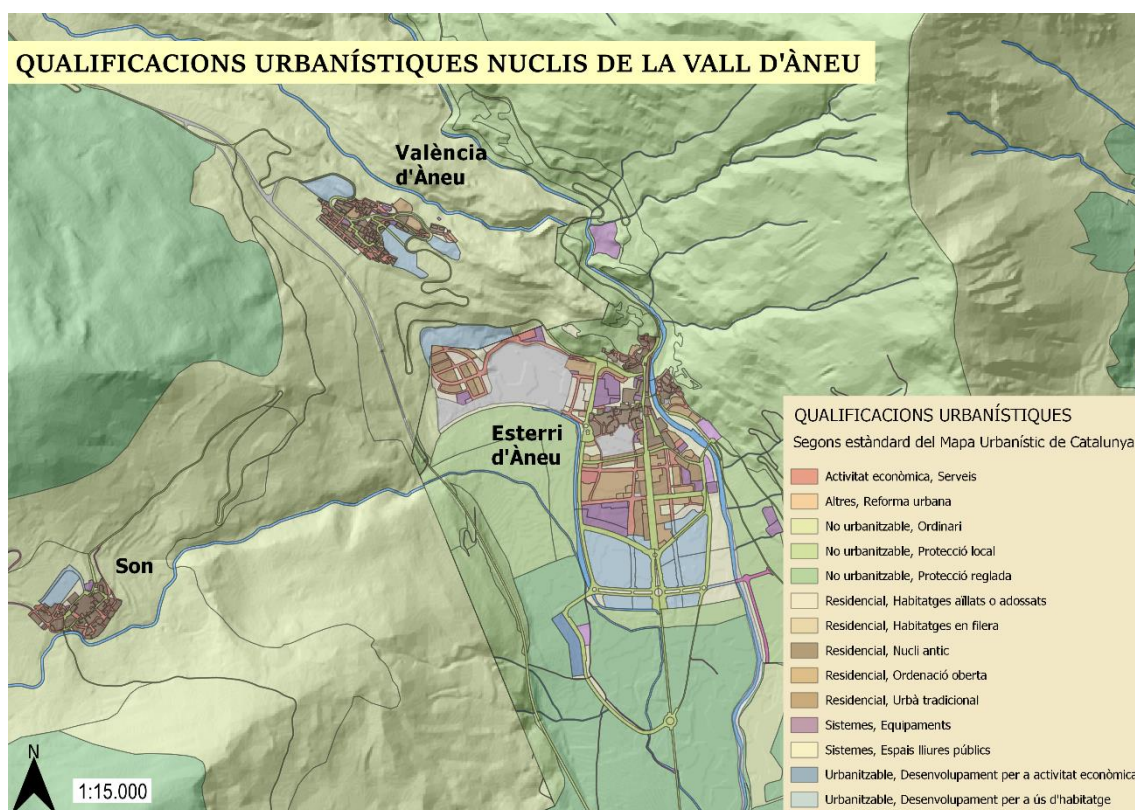 QUALIFICACIONS URBANÍSTIQUES NUCLIS DE LA VALL D'ÀNEU
València
d'Àneu
Esterri
d'Àneu
Son
QUALIFICACIONS URBANÍSTIQUES
Segons estàndard del Mapa Urbanístic de Catalunya
Activitat econòmica, Serveis
Altres, Reforma urbana
No urbanitzable, Ordinari
No urbanitzable, Protecció local
No urbanitzable, Protecció reglada
Residencial, Habitatges aïllats o adossats
Residencial, Habitatges en filera
Residencial, Nucli antic
Residencial, Ordenació oberta
Residencial, Urbà tradicional
Sistemes, Equipaments
Sistemes, Espais lliures públics
Urbanitzable, Desenvolupament per a activitat econòmica
Urbanitzable, Desenvolupament per a ús d'habitatge
N
1:15.000